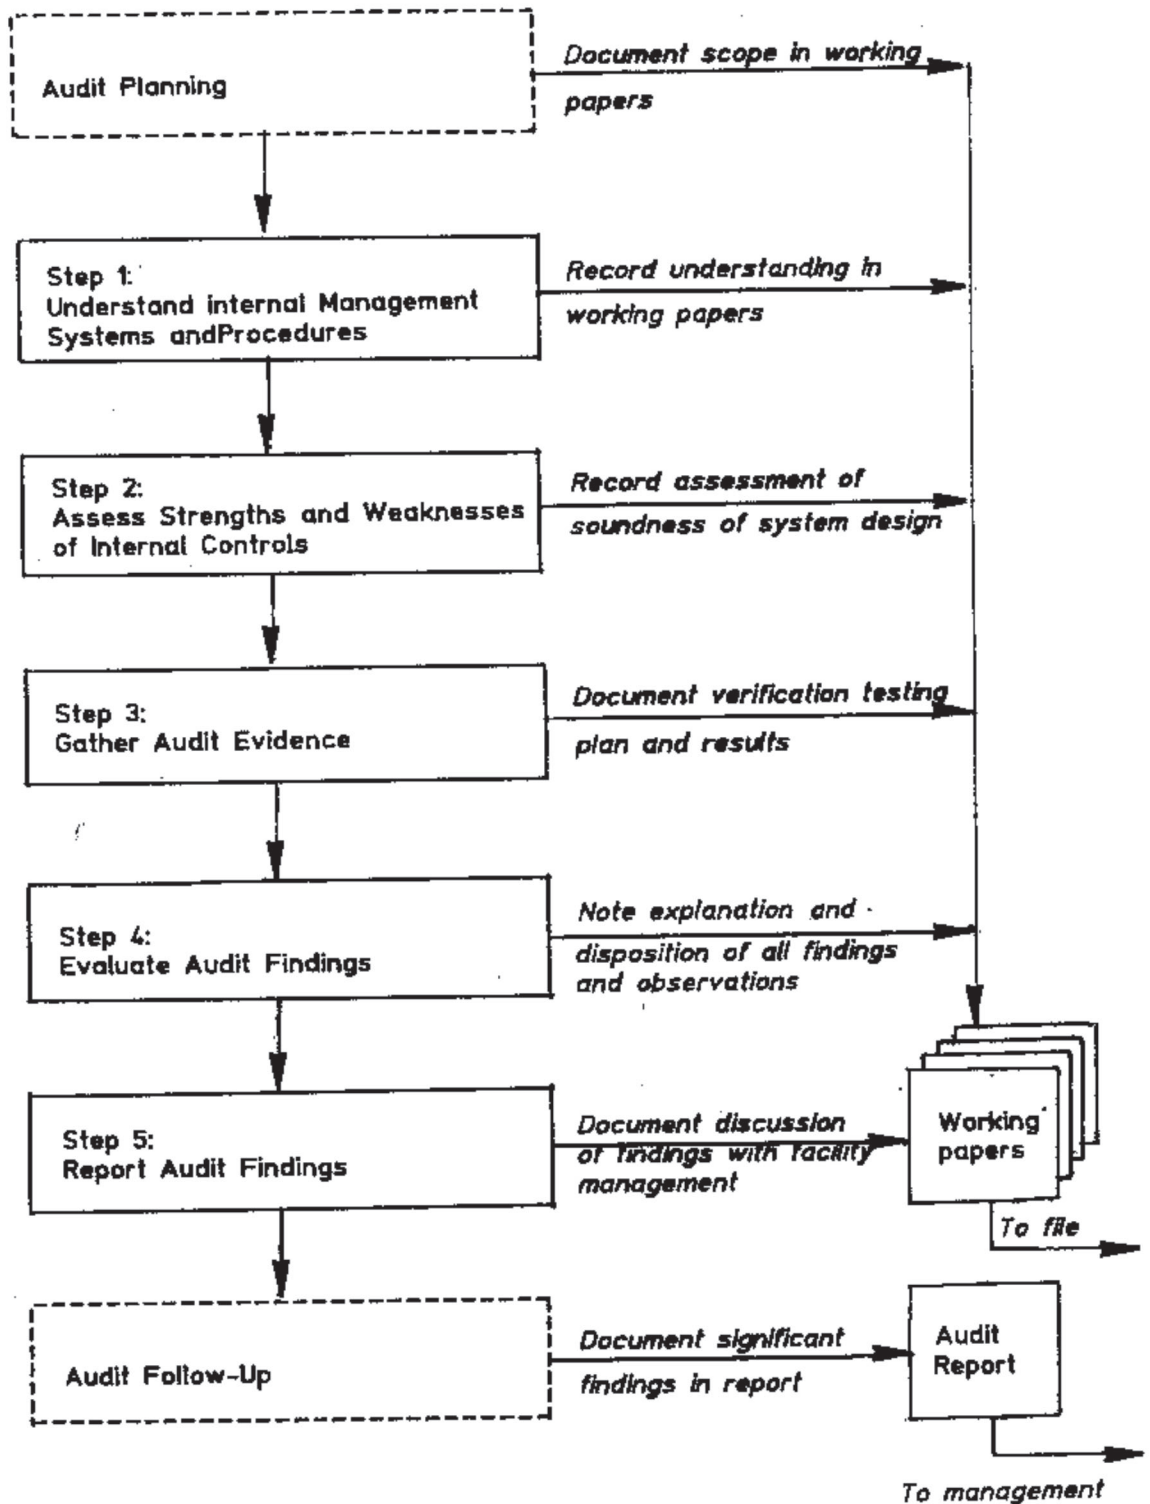 Audit Planning
Document scope in working
papers
Step 1:
Understand internal Management
Systems andProcedures
Record understanding in
working papers
Step 2:
Assess Strengths and Weaknesses
of Internal Controls
Record assessment of
soundness of system design
Step 3:
Gather Audit Evidence
Document verification testing
plan and results
Step 4:
Evaluate Audit Findings
Note explanation and
disposition of all findings
and observations
Step 5:
Report Audit Findings
Document discussion
of findings with facility
management
Working
papers
To file
Audit Follow-Up
Document significant
findings in report
Audit
Report
To management